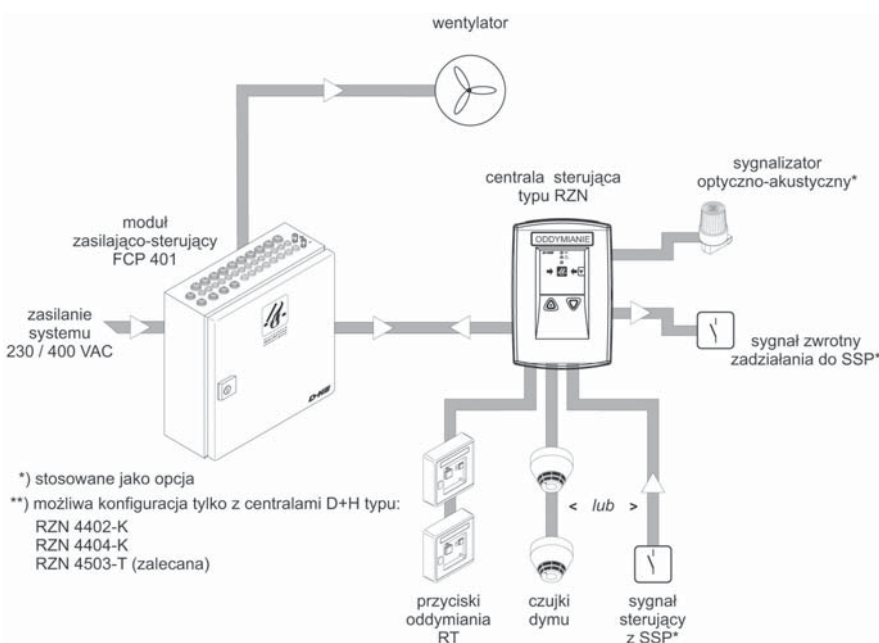 wentylator
sygnalizator
optyczno-akustyczny*
centrala sterująca
typu RZN
moduł
zasilająco-sterujący
FCP 401
ODDYMIANIE
zasilanie
systemu
230 / 400 VAC
sygnał zwrotny
zadziałania do SSP*
D+H
*) stosowane jako opcja
**) możliwa konfiguracja tylko z centralami D+H typu:
RZN 4402-K
RZN 4404-K
RZN 4503-T (zalecana)
< lub >
przyciski
oddymiania
RT
czujki
dymu
sygnał
sterujący
z SSP*